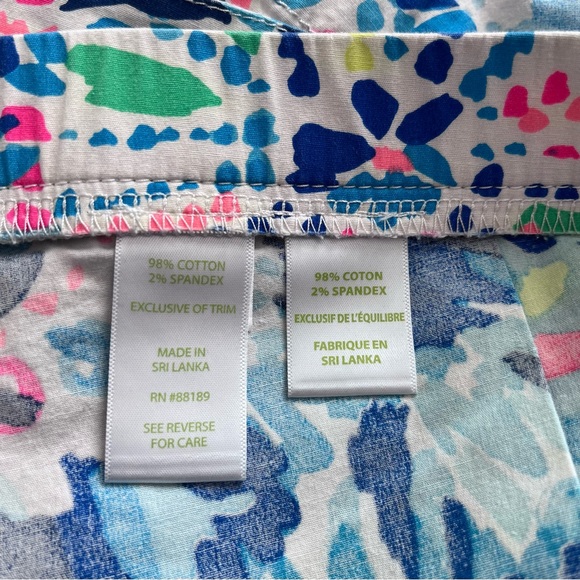 98% COTTON
2% SPANDEX
EXCLUSIVE OF TRIM
MADE IN
SRI LANKA
RN #88189
SEE REVERSE
FOR CARE
98% COTTON
2% SPANDEX
EXCLUSIF DE L'ÉQUILIBRE
FABRIQUE EN
SRI LANKA